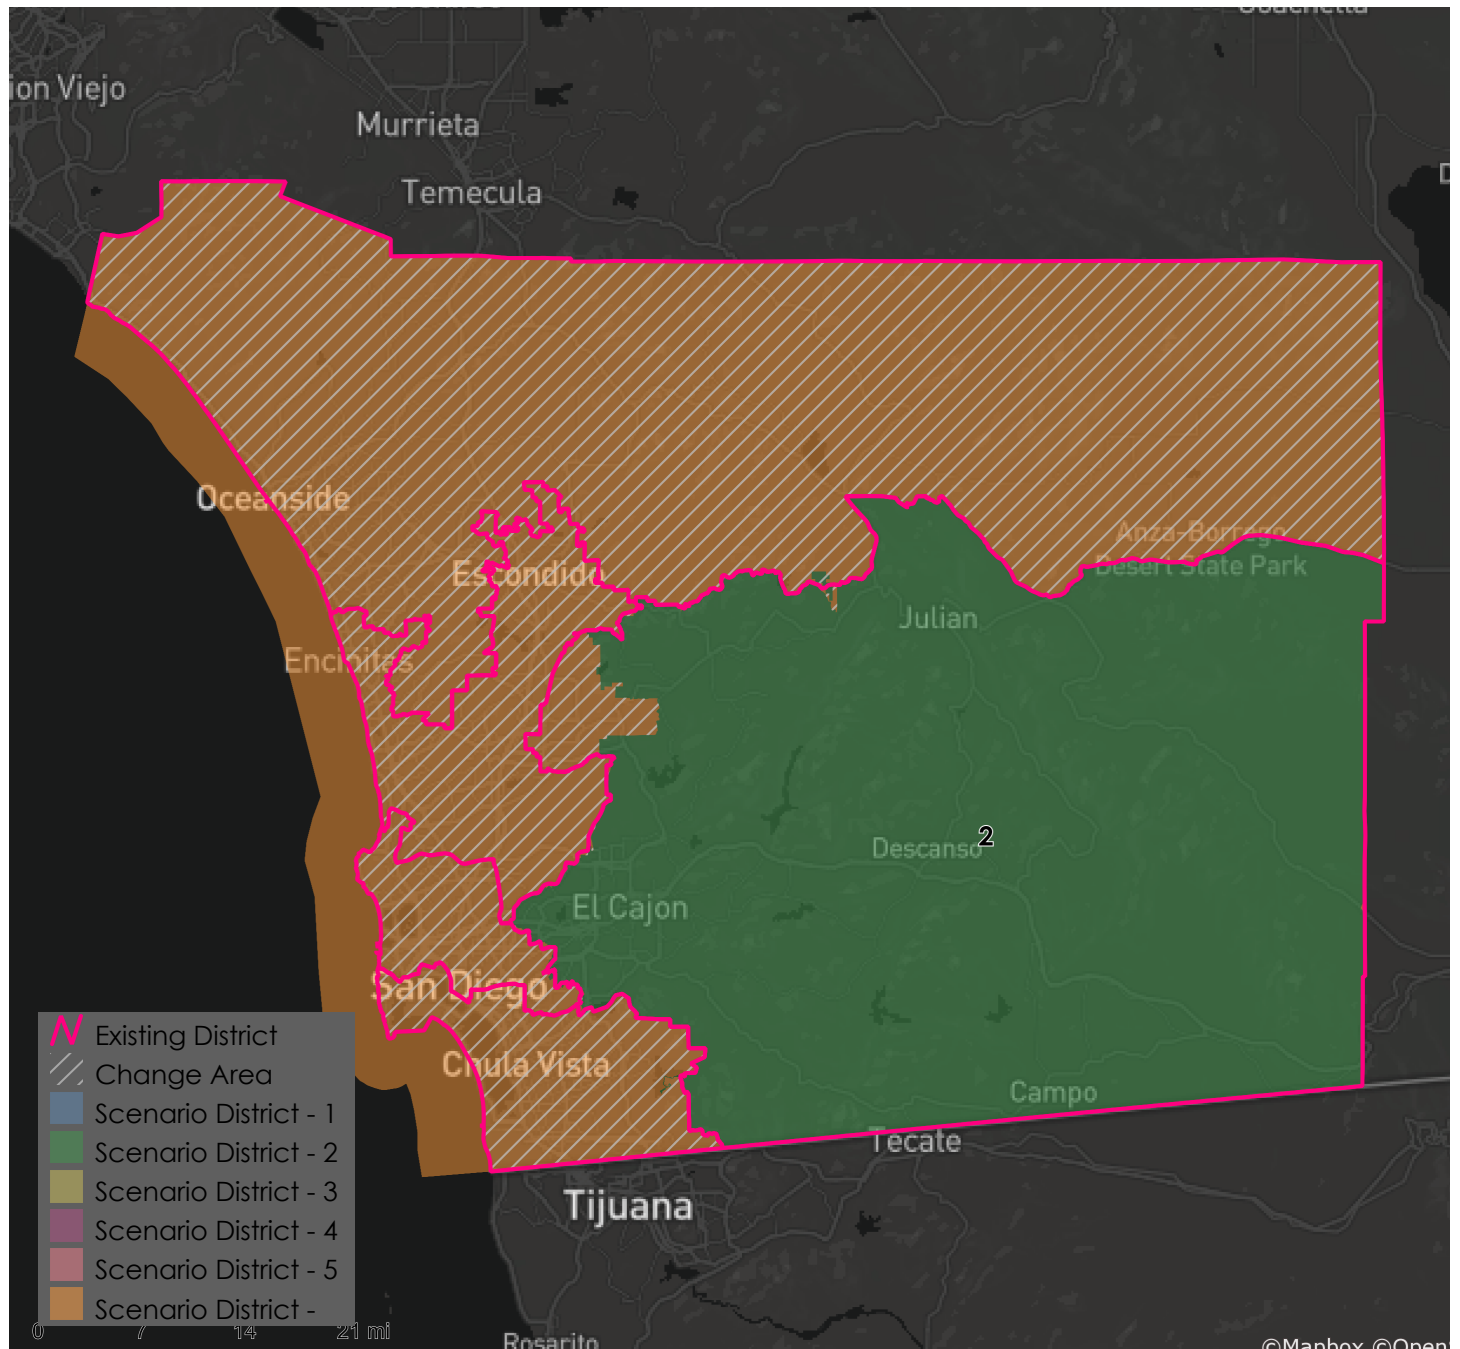 ion Viejo
Murrieta
Temecula
D
Oceanside
Anza-Borrego
Desert State Park
Escondido
Julian
Encinitas
2
Descanso
El Cajon
San Diego
Chula Vista
Campo
Tecate
Tijuana
Existing District
Change Area
Scenario District - 1
Scenario District - 2
Scenario District - 3
Scenario District - 4
Scenario District - 5
Scenario District -
0 7 14 21 mi
Rosarito
©Mapbox ©Open